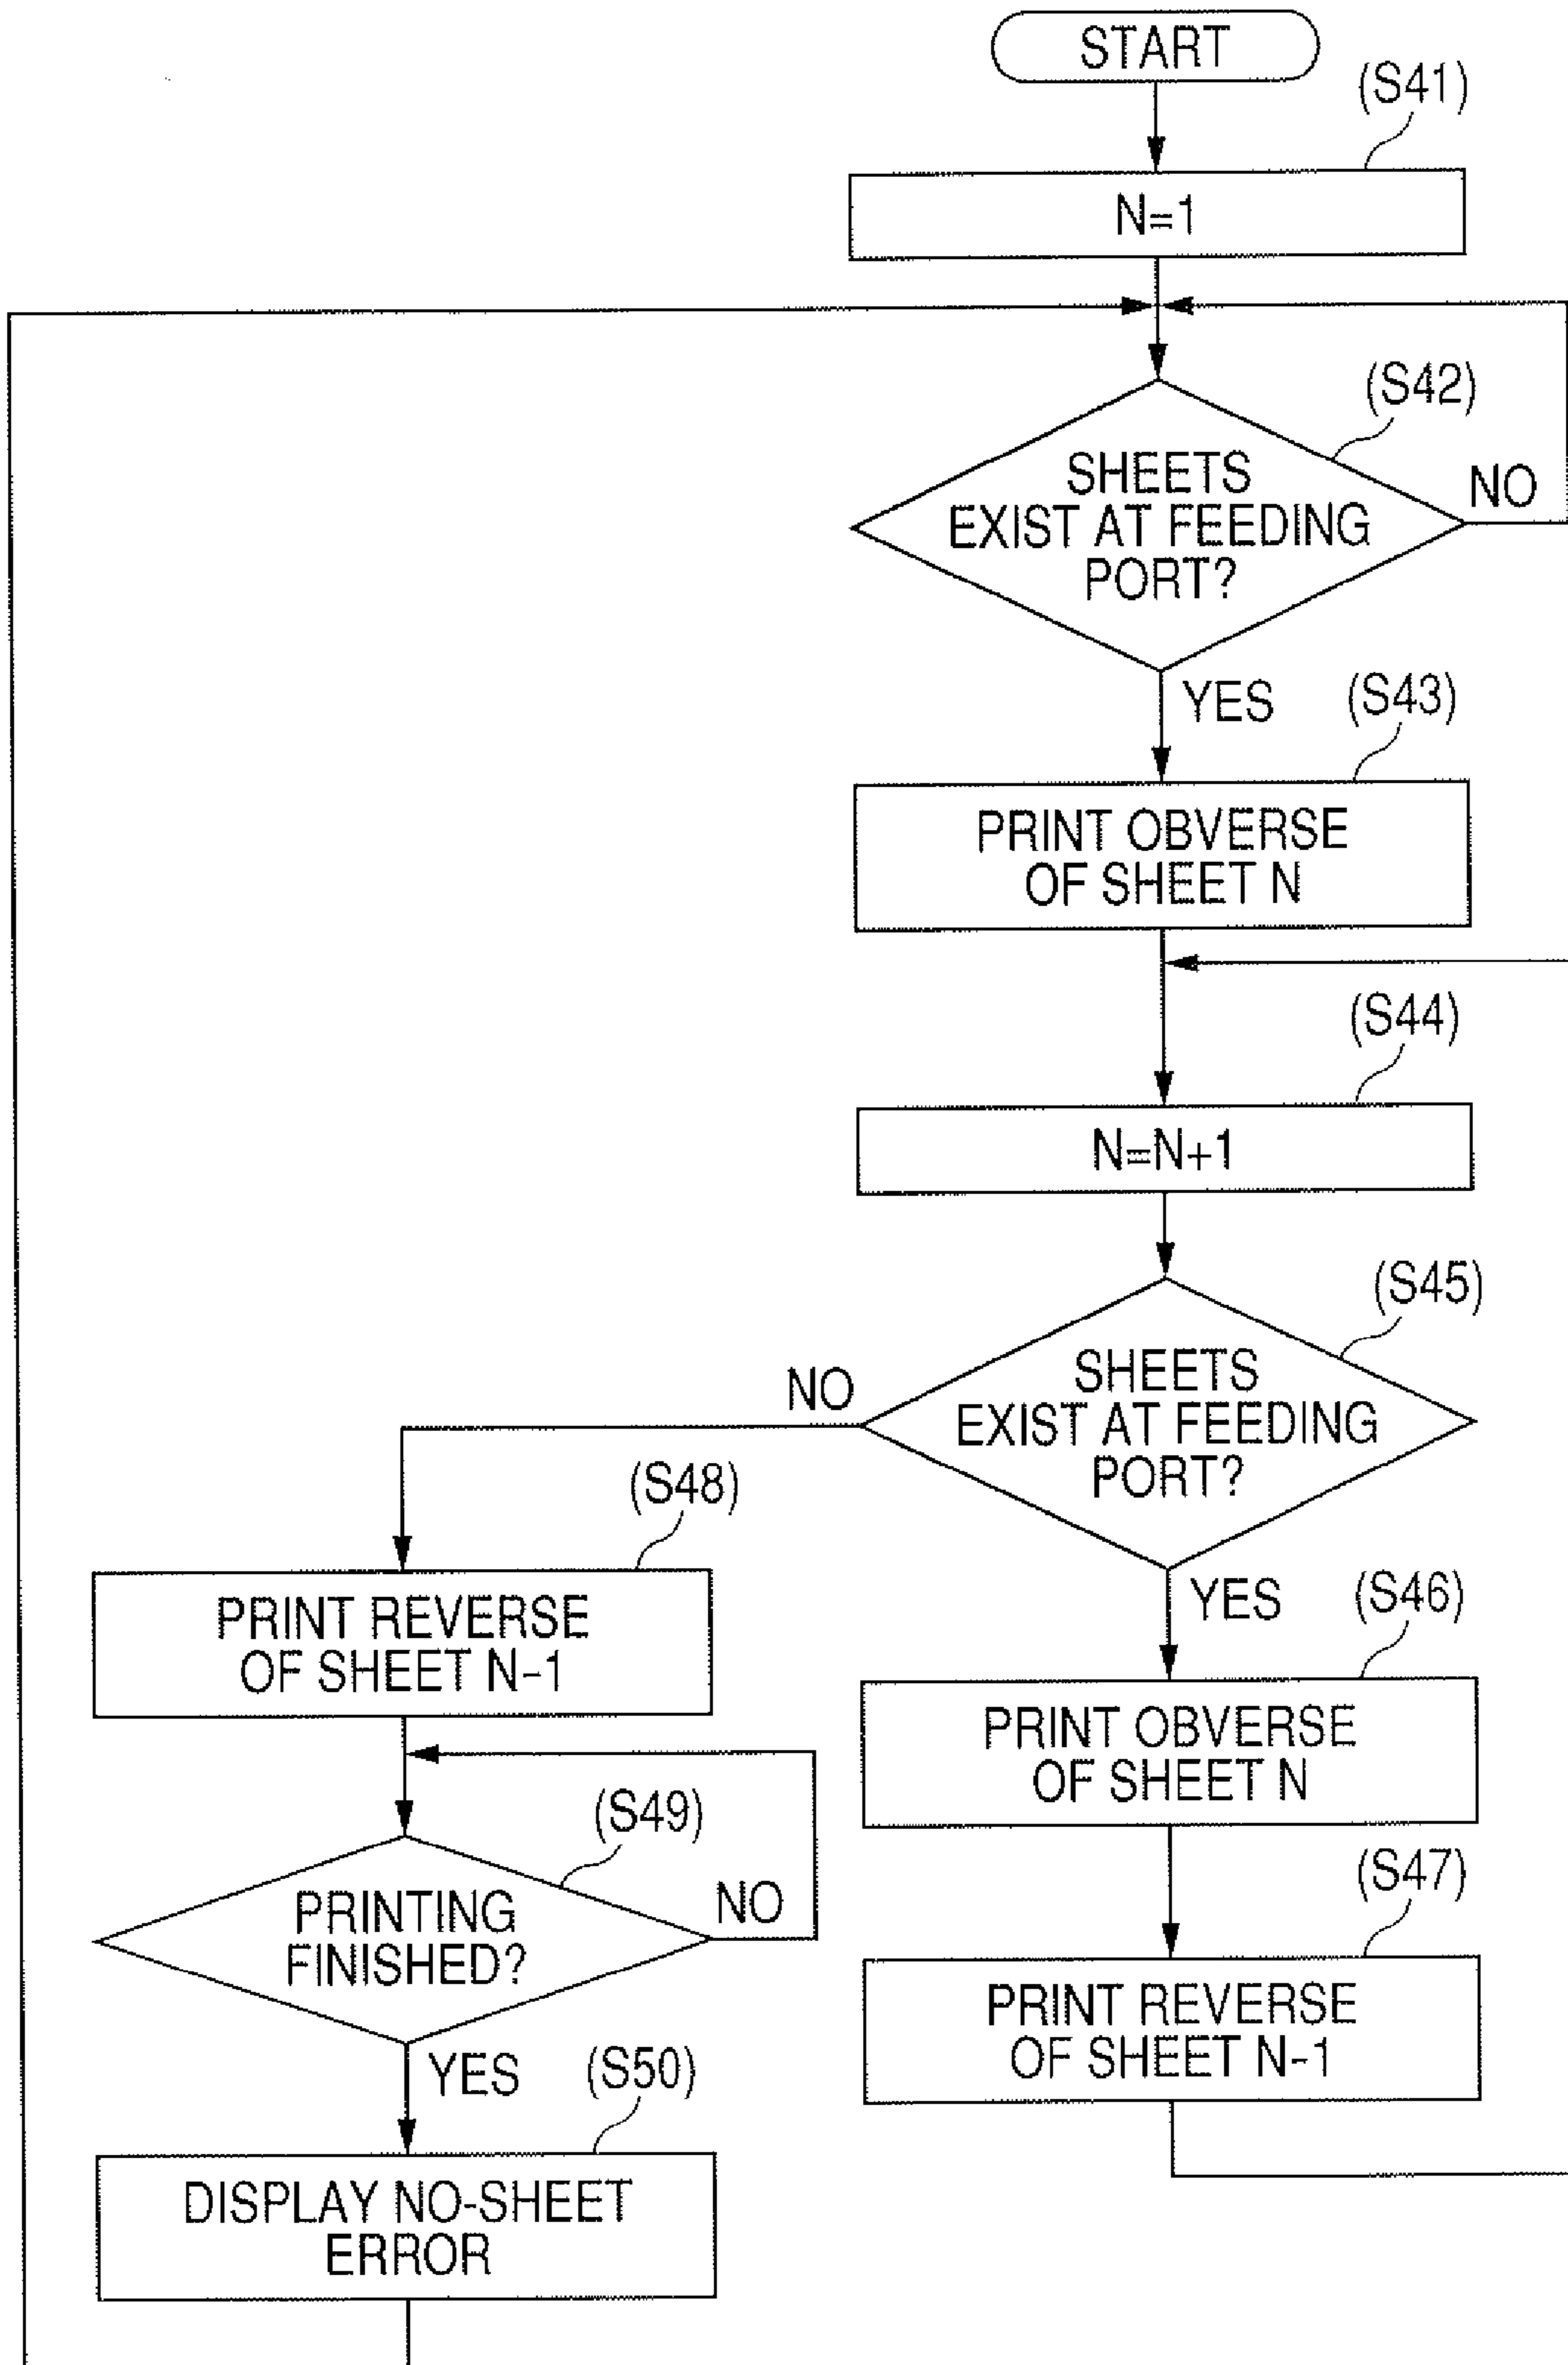 START
(S41)
N=1
(S42)
SHEETS
EXIST AT FEEDING
PORT?
NO
YES
(S43)
PRINT OBVERSE
OF SHEET N
(S44)
N=N+1
(S45)
SHEETS
EXIST AT FEEDING
PORT?
NO
YES
(S48)
PRINT REVERSE
OF SHEET N-1
(S46)
PRINT OBVERSE
OF SHEET N
(S49)
PRINTING
FINISHED?
NO
YES
(S47)
PRINT REVERSE
OF SHEET N-1
(S50)
DISPLAY NO-SHEET
ERROR